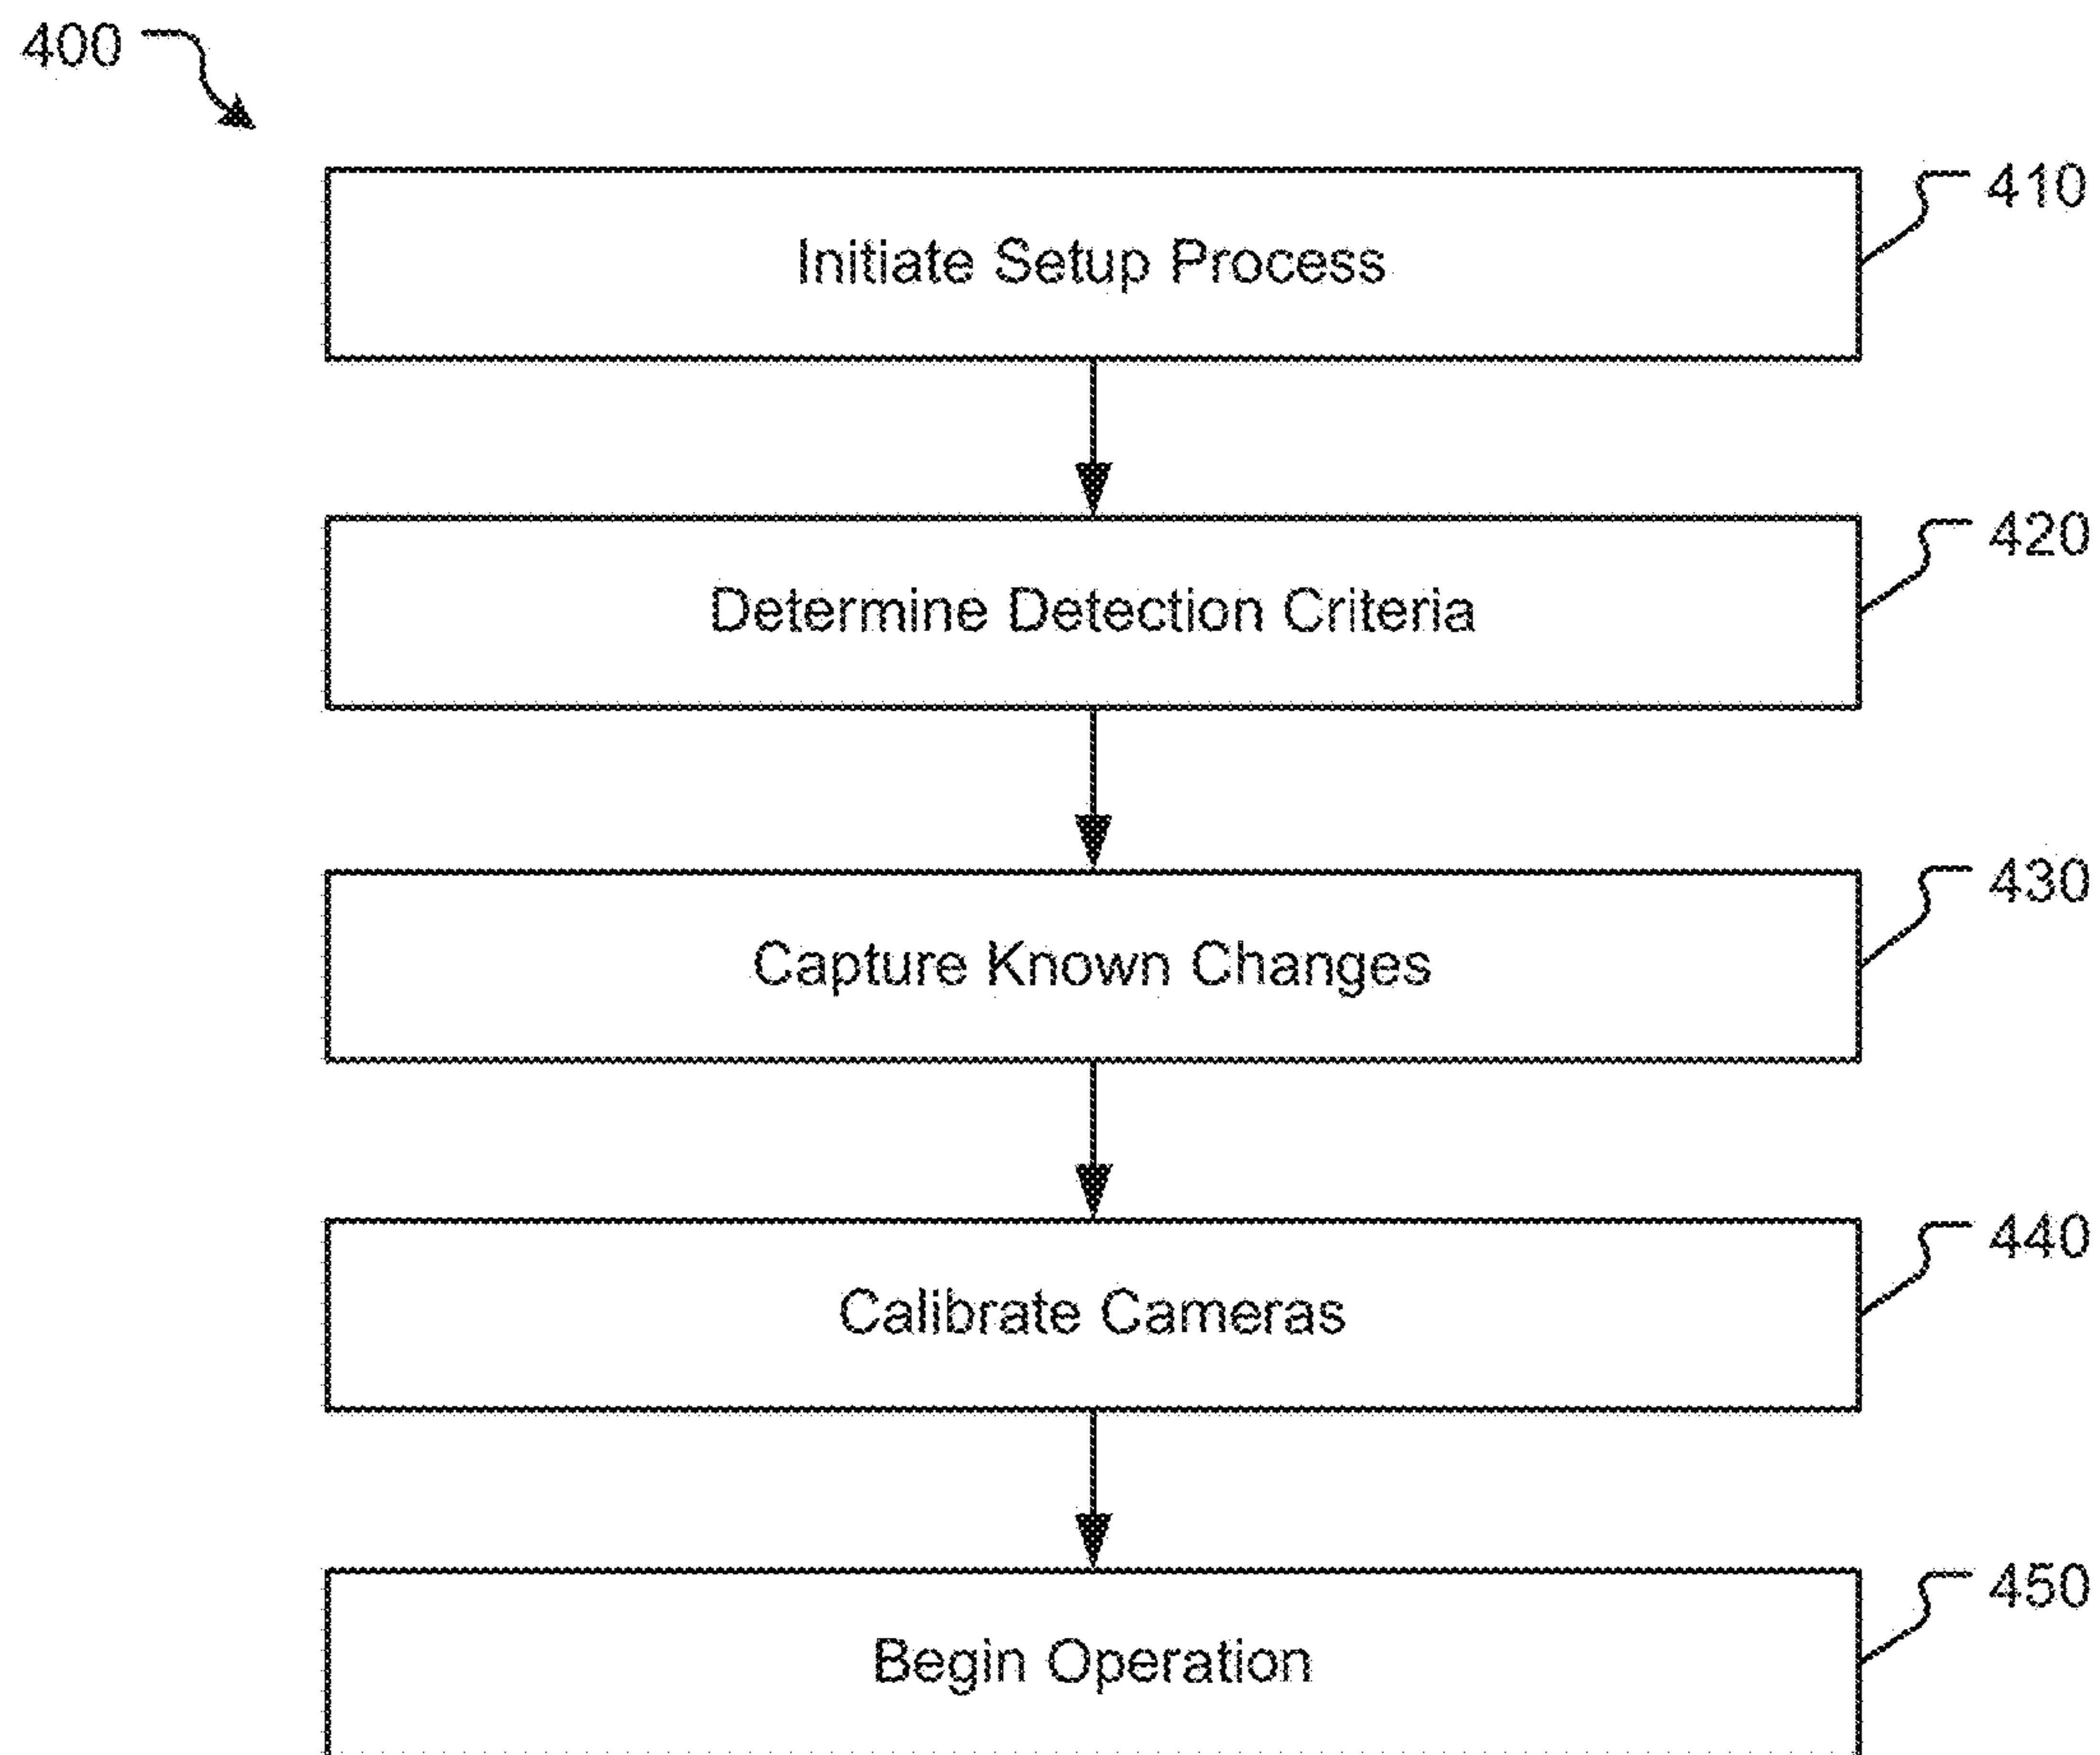 400
410
Initiate Setup Process
420
Determine Detection Criteria
430
Capture Known Changes
440
Calibrate Cameras
450
Begin Operation